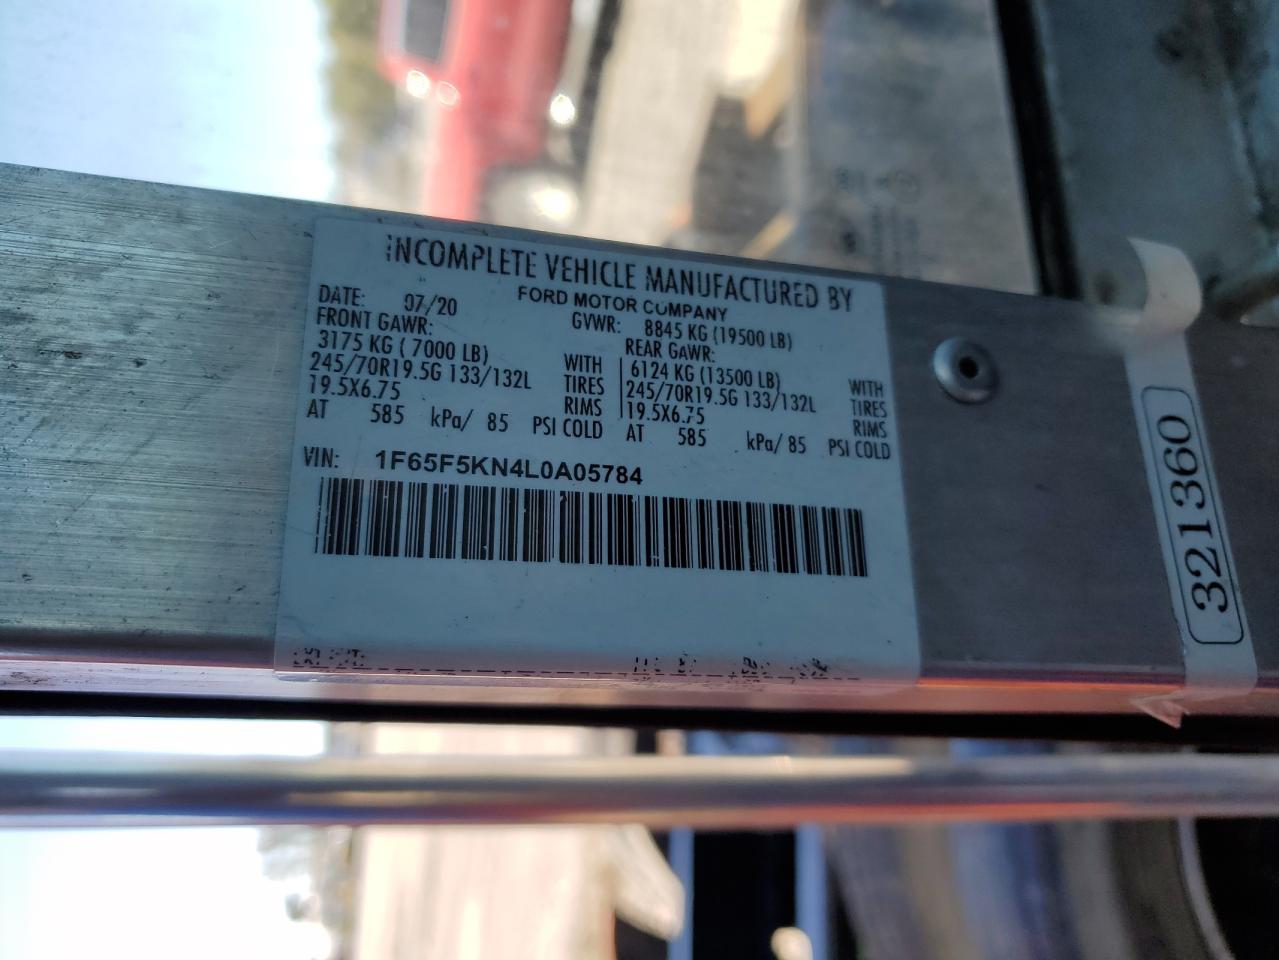 INCOMPLETE VEHICLE MANUFACTURED BY
FORD MOTOR COMPANY
DATE: 07/20 GVWR: 8845 KG (19500 LB)
FRONT GAWR: REAR GAWR:
3175 KG ( 7000 LB) WITH 6124 KG (13500 LB) WITH
245/70R19.5G 133/132L TIRES 245/70R19.5G 133/132L TIRES
19.5X6.75 RIMS 19.5X6.75 RIMS
AT 585 kPa/ 85 PSI COLD AT 585 kPa/ 85 PSI COLD
VIN: 1F65F5KN4L0A05784
321360